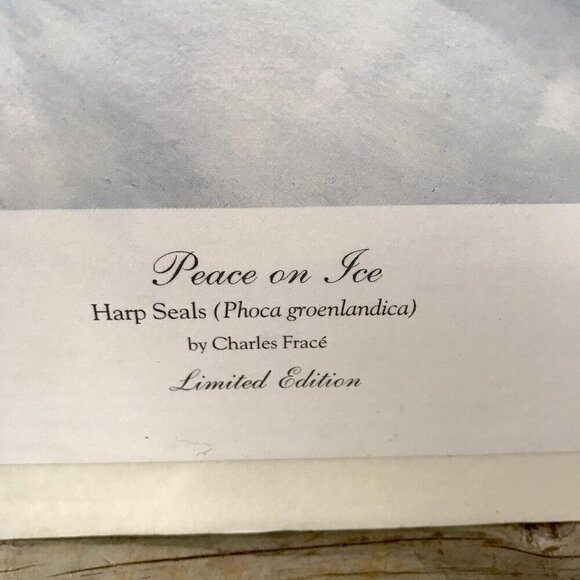 Peace on Ice
Harp Seals (Phoca groenlandica)
by Charles Fracé
Limited Edition